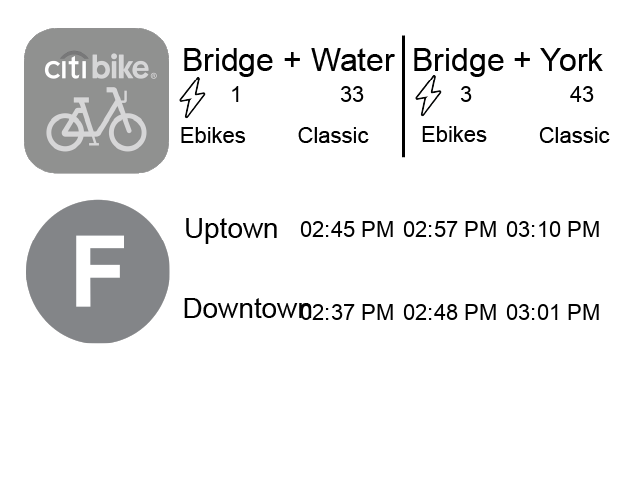 citi bike®
Bridge + Water
1 33
Ebikes Classic
Bridge + York
3 43
Ebikes Classic
F
Uptown 02:45 PM 02:57 PM 03:10 PM
Downtown 02:37 PM 02:48 PM 03:01 PM